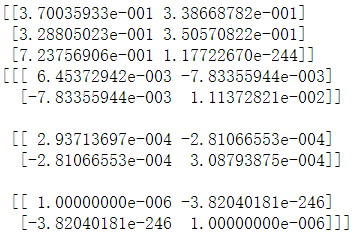 [[3.70035933e-001 3.38668782e-001]
[3.28805023e-001 3.50570822e-001]
[7.23756906e-001 1.17722670e-244]]
[[[ 6.45372942e-003 -7.83355944e-003]
[-7.83355944e-003 1.11372821e-002]]
[[ 2.93713697e-004 -2.81066553e-004]
[-2.81066553e-004 3.08793875e-004]]
[[ 1.00000000e-006 -3.82040181e-246]
[-3.82040181e-246 1.00000000e-006]]]